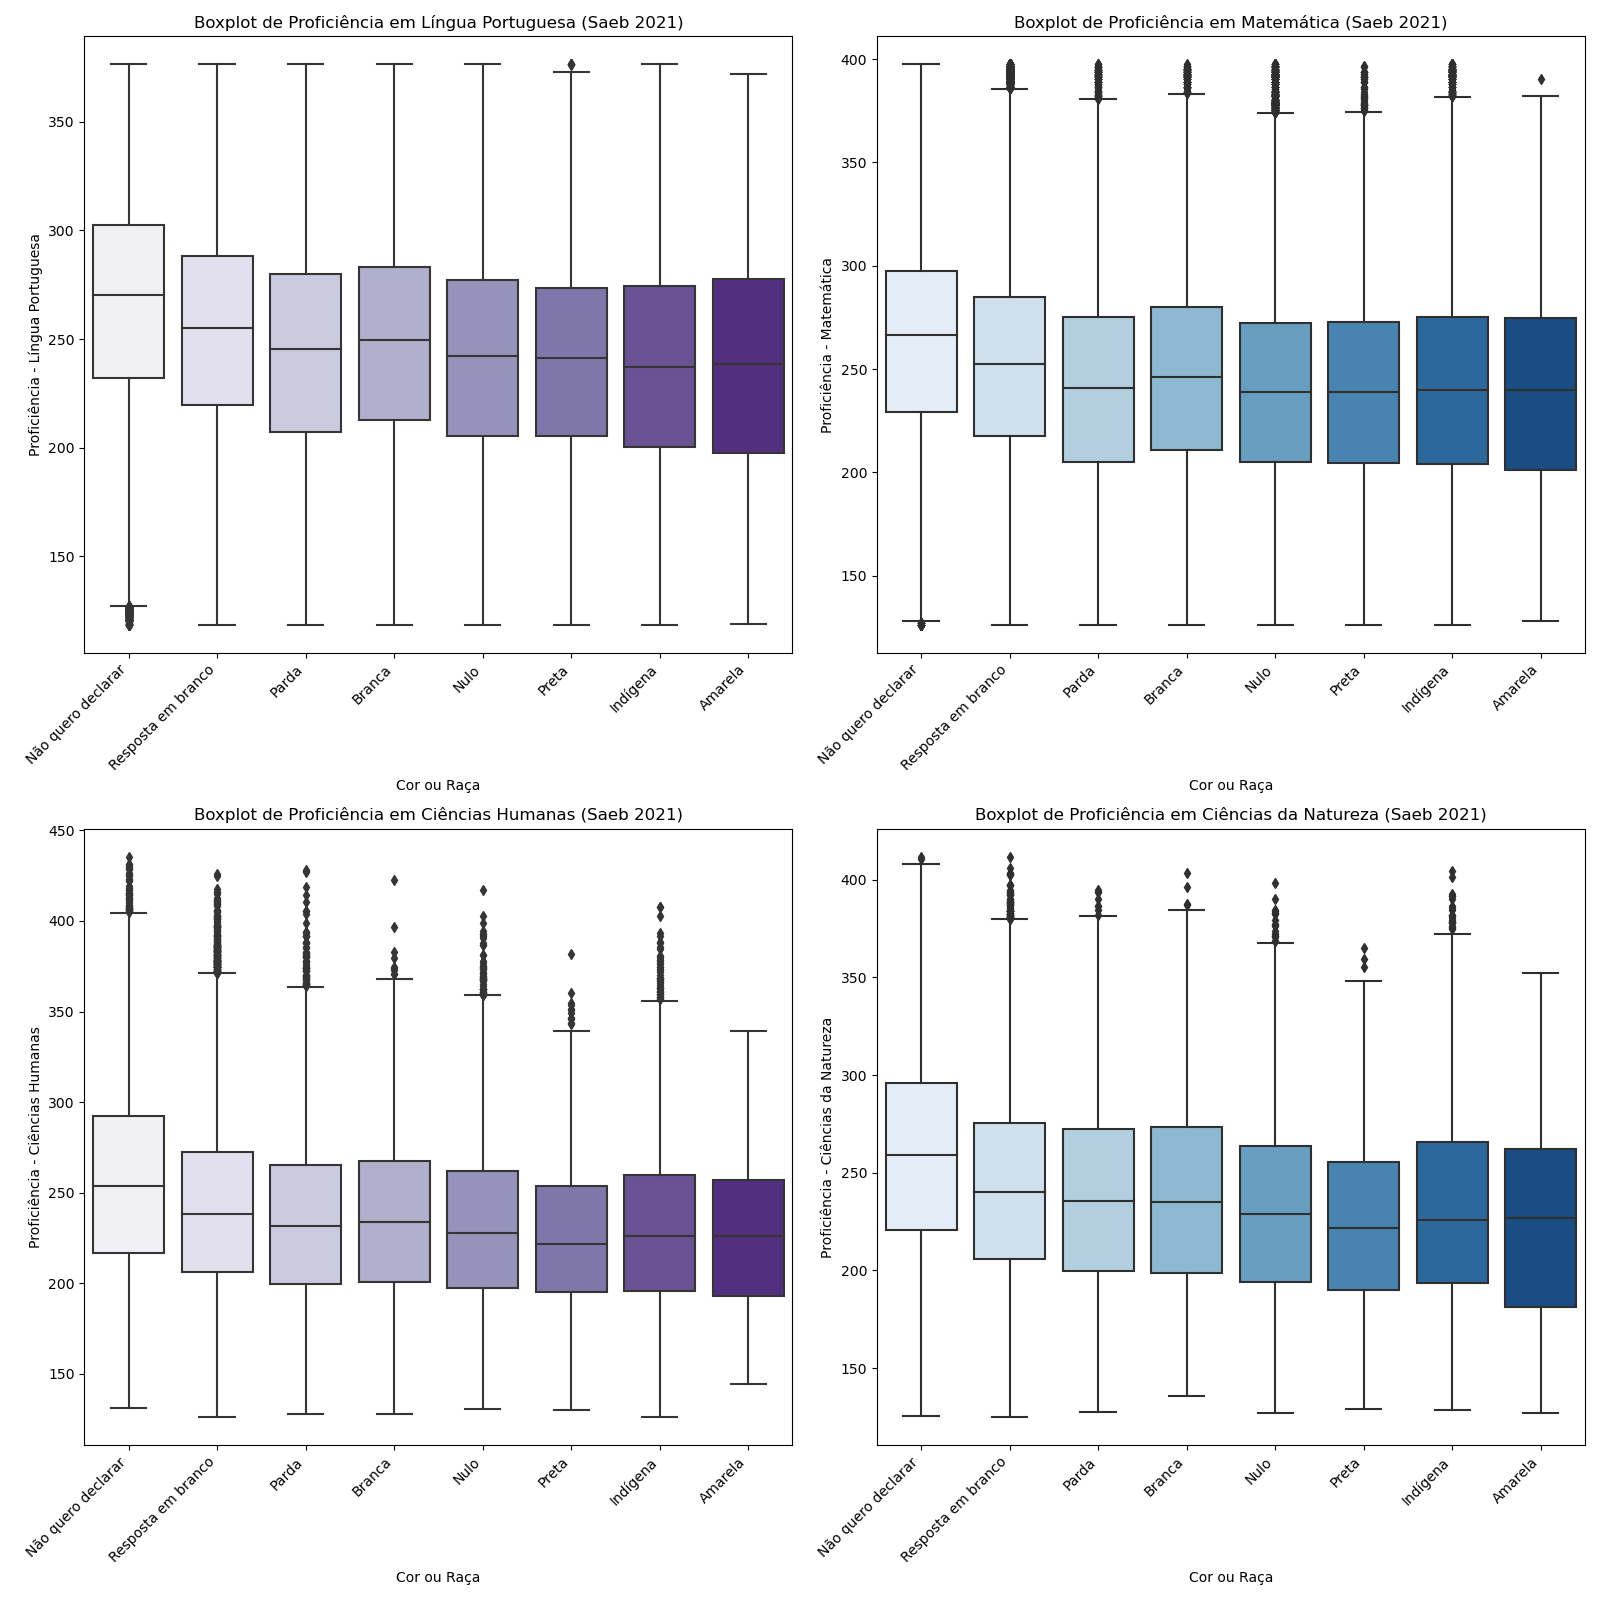 Boxplot de Proficiência em Língua Portuguesa (Saeb 2021)
Proficiência - Língua Portuguesa
350
300
250
200
150
Não quero declarar
Resposta em branco
Parda
Branca
Nulo
Preta
Indígena
Amarela
Cor ou Raça
Boxplot de Proficiência em Matemática (Saeb 2021)
Proficiência - Matemática
400
350
300
250
200
150
Não quero declarar
Resposta em branco
Parda
Branca
Nulo
Preta
Indígena
Amarela
Cor ou Raça
Boxplot de Proficiência em Ciências Humanas (Saeb 2021)
Proficiência - Ciências Humanas
450
400
350
300
250
200
150
Não quero declarar
Resposta em branco
Parda
Branca
Nulo
Preta
Indígena
Amarela
Cor ou Raça
Boxplot de Proficiência em Ciências da Natureza (Saeb 2021)
Proficiência - Ciências da Natureza
400
350
300
250
200
150
Não quero declarar
Resposta em branco
Parda
Branca
Nulo
Preta
Indígena
Amarela
Cor ou Raça